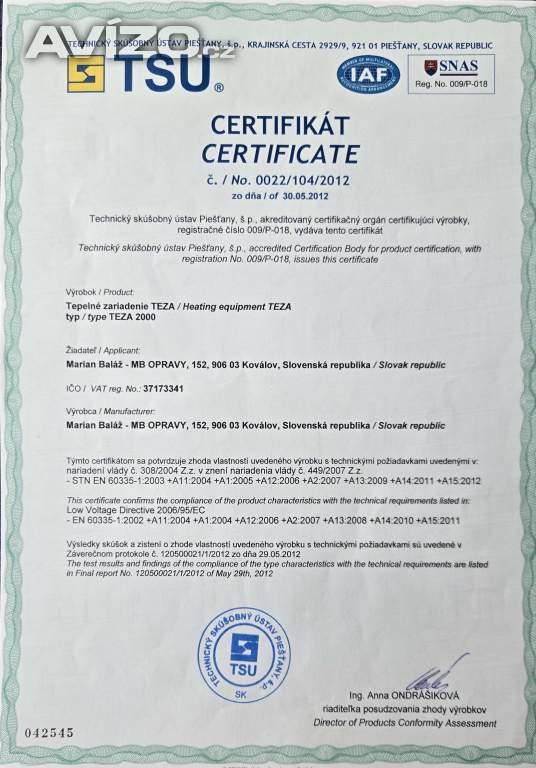 AVÍZO.cz
TECHNICKÝ SKÚŠOBNÝ ÚSTAV PIEŠŤANY, š.p., KRAJINSKÁ CESTA 2929/9, 921 01 PIEŠŤANY, SLOVAK REPUBLIC
TSU®
IAF
SNAS
Reg. No. 009/P-018
CERTIFIKÁT
CERTIFICATE
č. / No. 0022/104/2012
zo dňa / of 30.05.2012
Technický skúšobný ústav Piešťany, š.p., akreditovaný certifikačný orgán certifikujúci výrobky,
registračné číslo 009/P-018, vydáva tento certifikát
Technický skúšobný ústav Piešťany, š.p., accredited Certification Body for product certification, with
registration No. 009/P-018, issues this certificate
Výrobok / Product:
Tepelné zariadenie TEZA / Heating equipment TEZA
typ / type TEZA 2000
Žiadateľ / Applicant:
Marian Baláž - MB OPRAVY, 152, 906 03 Koválov, Slovenská republika / Slovak republic
IČO / VAT reg. No.: 37173341
Výrobca / Manufacturer:
Marian Baláž - MB OPRAVY, 152, 906 03 Koválov, Slovenská republika / Slovak republic
Týmto certifikátom sa potvrdzuje zhoda vlastností uvedeného výrobku s technickými požiadavkami uvedenými v:
nariadení vlády č. 308/2004 Z.z. v znení nariadenia vlády č. 449/2007 Z.z.
- STN EN 60335-1:2003 +A11:2004 +A1:2005 +A12:2006 +A2:2007 +A13:2009 +A14:2011 +A15:2012
This certificate confirms the compliance of the product characteristics with the technical requirements listed in:
Low Voltage Directive 2006/95/EC
- EN 60335-1:2002 +A11:2004 +A1:2004 +A12:2006 +A2:2007 +A13:2008 +A14:2010 +A15:2011
Výsledky skúšok a zistení o zhode vlastností uvedeného výrobku s technickými požiadavkami sú uvedené v
Záverečnom protokole č. 120500021/1/2012 zo dňa 29.05.2012
The test results and findings of the compliance of the type characteristics with the technical requirements are listed
in Final report No. 120500021/1/2012 of May 29th, 2012
TECHNICKÝ SKÚŠOBNÝ ÚSTAV PIEŠŤANY, š.p.
TSU
SK
Ing. Anna ONDRÁŠIKOVÁ
riaditeľka posudzovania zhody výrobkov
Director of Products Conformity Assessment
042545